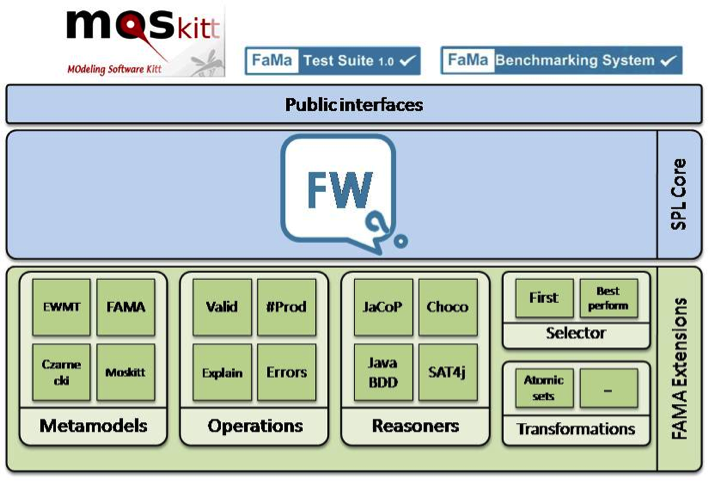 mOskitt
MOdeling Software Kitt
FaMa Test Suite 1.0
FaMa Benchmarking System
Public interfaces
FW
SPL Core
EWMT
FAMA
Czarne
cki
Moskitt
Metamodels
Valid
#Prod
Explain
Errors
Operations
JaCoP
Choco
Java
BDD
SAT4j
Reasoners
First
Best
perform
Selector
Atomic
sets
...
Transformations
FAMA Extensions